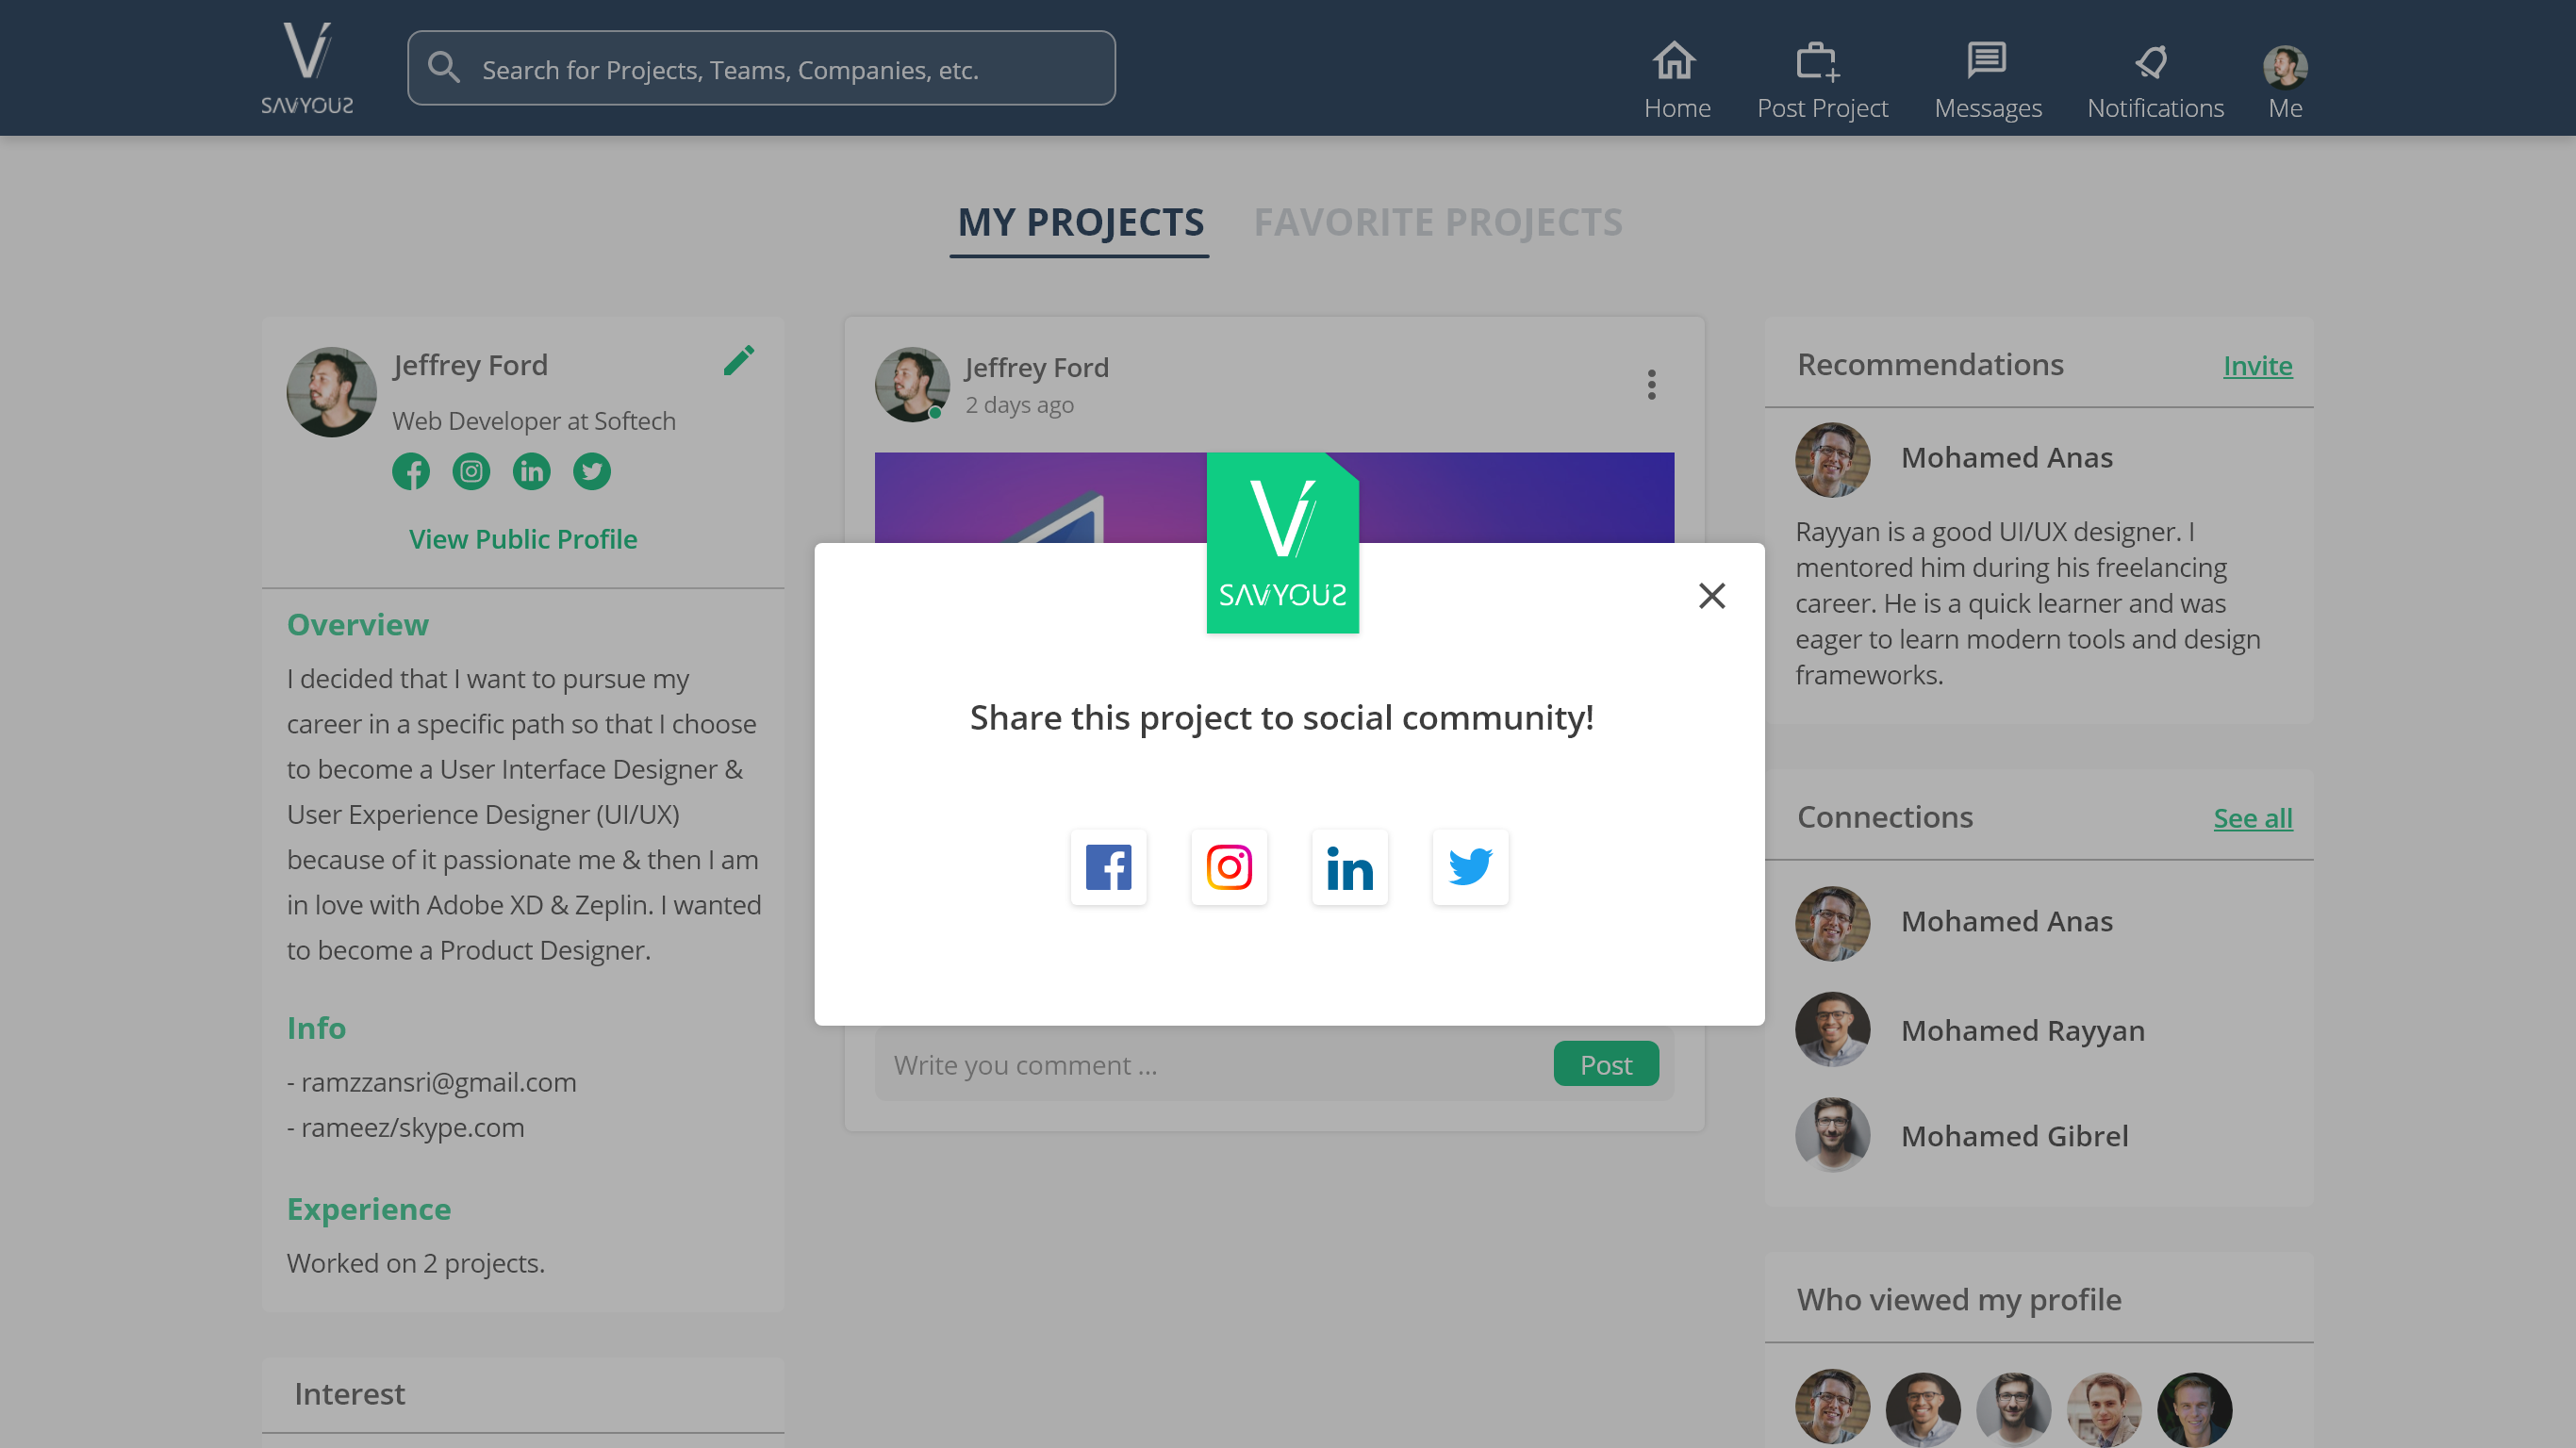 SAVYOUS
Search for Projects, Teams, Companies, etc.
Home
Post Project
Messages
Notifications
Me
MY PROJECTS
FAVORITE PROJECTS
Jeffrey Ford
Web Developer at Softech
View Public Profile
Overview
I decided that I want to pursue my
career in a specific path so that I choose
to become a User Interface Designer &
User Experience Designer (UI/UX)
because of it passionate me & then I am
in love with Adobe XD & Zeplin. I wanted
to become a Product Designer.
Info
- ramzzansri@gmail.com
- rameez/skype.com
Experience
Worked on 2 projects.
Interest
Jeffrey Ford
2 days ago
SAVYOUS
Share this project to social community!
Write you comment ...
Post
Recommendations
Invite
Mohamed Anas
Rayyan is a good UI/UX designer. I
mentored him during his freelancing
career. He is a quick learner and was
eager to learn modern tools and design
frameworks.
Connections
See all
Mohamed Anas
Mohamed Rayyan
Mohamed Gibrel
Who viewed my profile